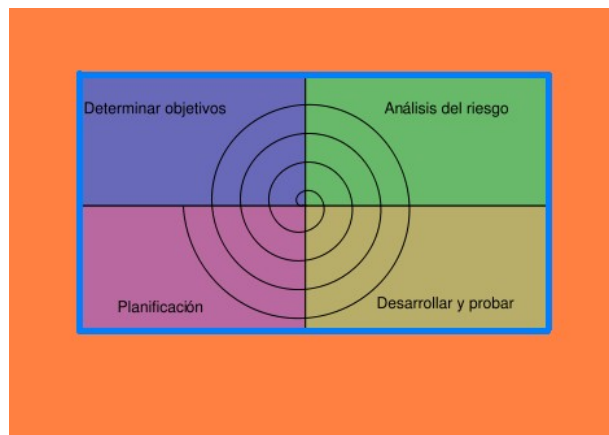 Determinar objetivos
Análisis del riesgo
Planificación
Desarrollar y probar